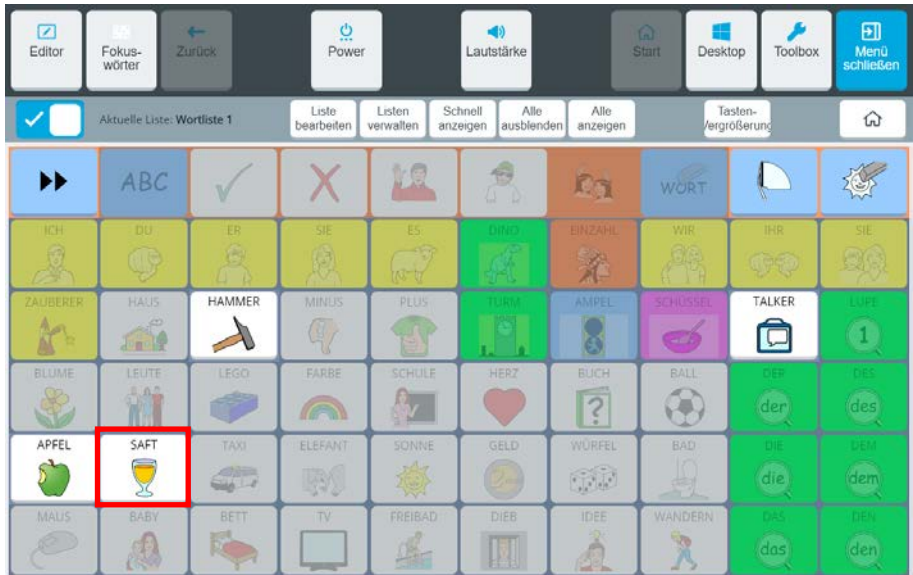 Editor
Fokus-
wörter
Zurück
Power
Lautstärke
Start
Desktop
Toolbox
Menü
schließen
Aktuelle Liste: Wortliste 1
Liste
bearbeiten
Listen
verwalten
Schnell
anzeigen
Alle
ausblenden
Alle
anzeigen
Tasten-
Vergrößerung
ABC
WORT
ICH DU ER SIE ES DINO EINZAHL WIR IHR SIE
ZAUBERER HAUS HAMMER MINUS PLUS TURM AMPEL SCHÜSSEL TALKER LUPE
1
BLUME LEUTE LEGO FARBE SCHULE HERZ BUCH BALL DER DES
? der des
APFEL SAFT TAXI ELEFANT SONNE GELD WÜRFEL BAD DIE DEM
die dem
MAUS BABY BETT TV FREIBAD DIEB IDEE WANDERN DAS DEN
das den